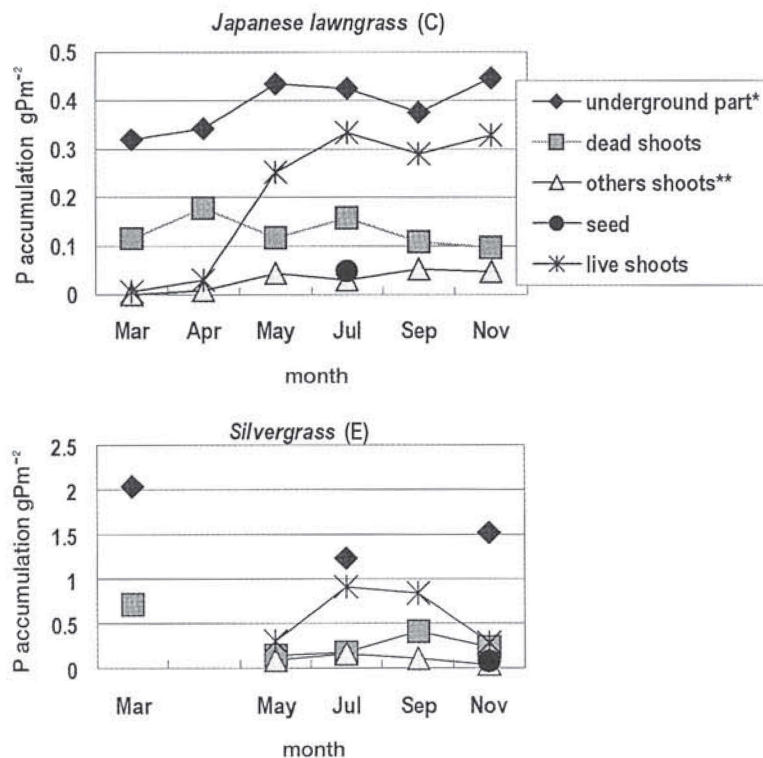 Japanese lawngrass (C)
P accumulation gPm⁻²
0.5
0.4
0.3
0.2
0.1
0
Mar Apr May Jul Sep Nov
month
underground part*
dead shoots
others shoots**
seed
live shoots
Silvergrass (E)
P accumulation gPm⁻²
2.5
2
1.5
1
0.5
0
Mar May Jul Sep Nov
month